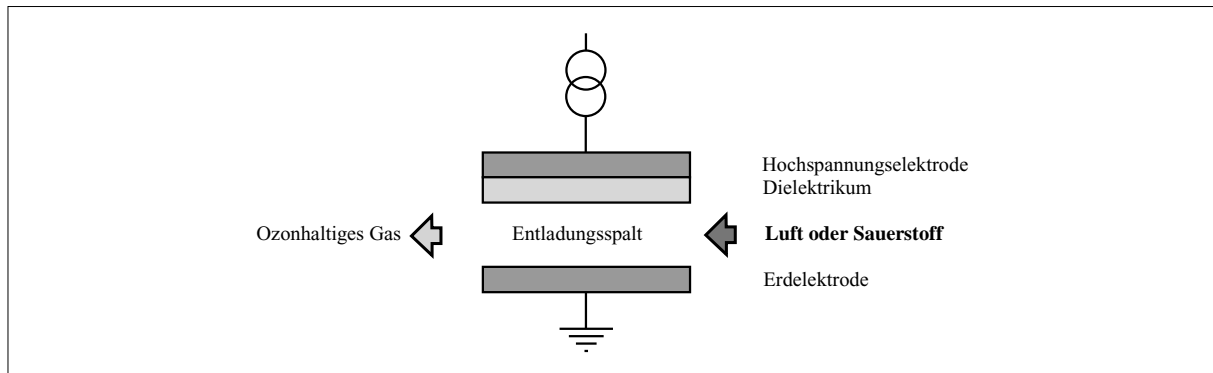 Hochspannungselektrode
Dielektrikum
Ozonhaltiges Gas
Entladungsspalt
Luft oder Sauerstoff
Erdelektrode